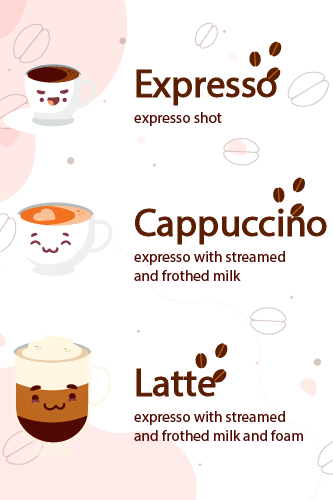 Expresso
expresso shot
Cappuccino
expresso with streamed
and frothed milk
Latte
expresso with streamed
and frothed milk and foam